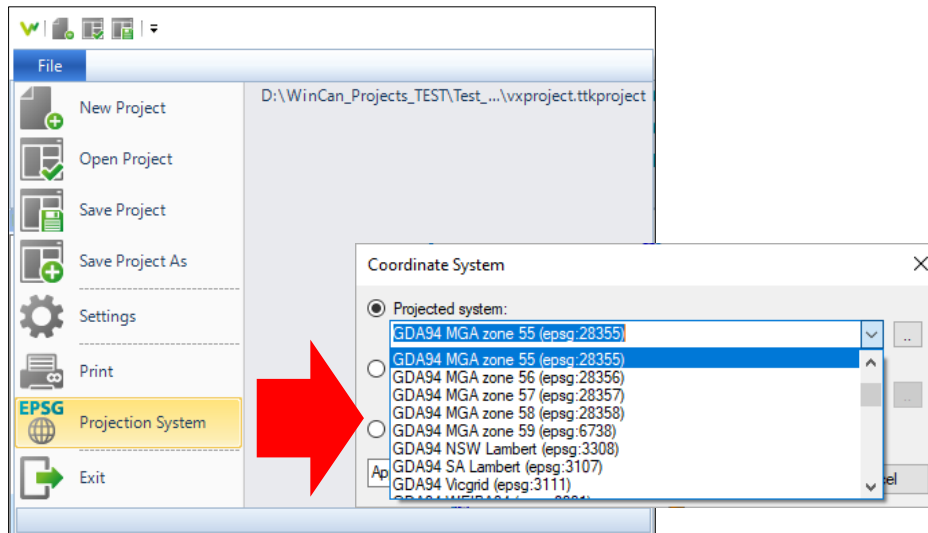 File
New Project
D:\WinCan_Projects_TEST\Test_...\vxproject.ttkproject
Open Project
Save Project
Save Project As
Settings
Print
EPSG
Projection System
Exit
Coordinate System
Projected system:
GDA94 MGA zone 55 (epsg:28355)
..
GDA94 MGA zone 55 (epsg:28355)
GDA94 MGA zone 56 (epsg:28356)
GDA94 MGA zone 57 (epsg:28357)
..
GDA94 MGA zone 58 (epsg:28358)
GDA94 MGA zone 59 (epsg:6738)
GDA94 NSW Lambert (epsg:3308)
GDA94 SA Lambert (epsg:3107)
Ap
GDA94 Vicgrid (epsg:3111)
cel